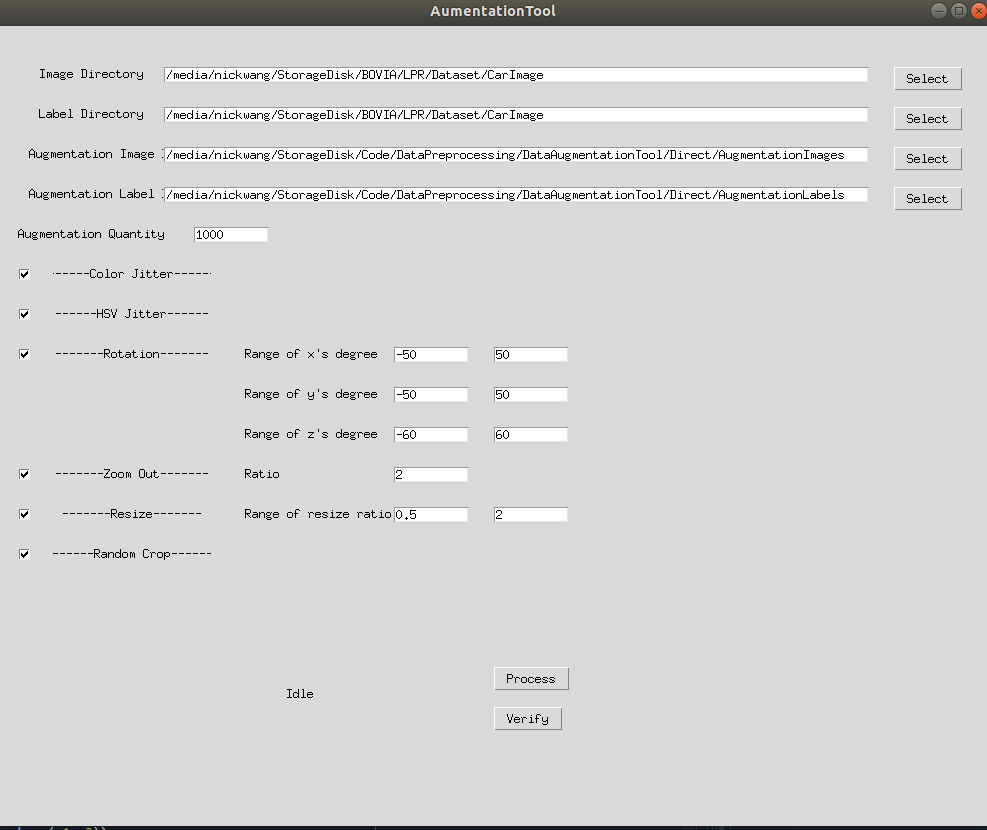 AumentationTool
Image Directory /media/nickwang/StorageDisk/BOVIA/LPR/Dataset/CarImage Select
Label Directory /media/nickwang/StorageDisk/BOVIA/LPR/Dataset/CarImage Select
Augmentation Image /media/nickwang/StorageDisk/Code/DataPreprocessing/DataAugmentationTool/Direct/AugmentationImages Select
Augmentation Label /media/nickwang/StorageDisk/Code/DataPreprocessing/DataAugmentationTool/Direct/AugmentationLabels Select
Augmentation Quantity 1000
------Color Jitter------
------HSV Jitter------
-------Rotation------- Range of x's degree -50 50
Range of y's degree -50 50
Range of z's degree -60 60
-------Zoom Out------- Ratio 2
-------Resize------- Range of resize ratio 0.5 2
------Random Crop------
Process
Idle
Verify